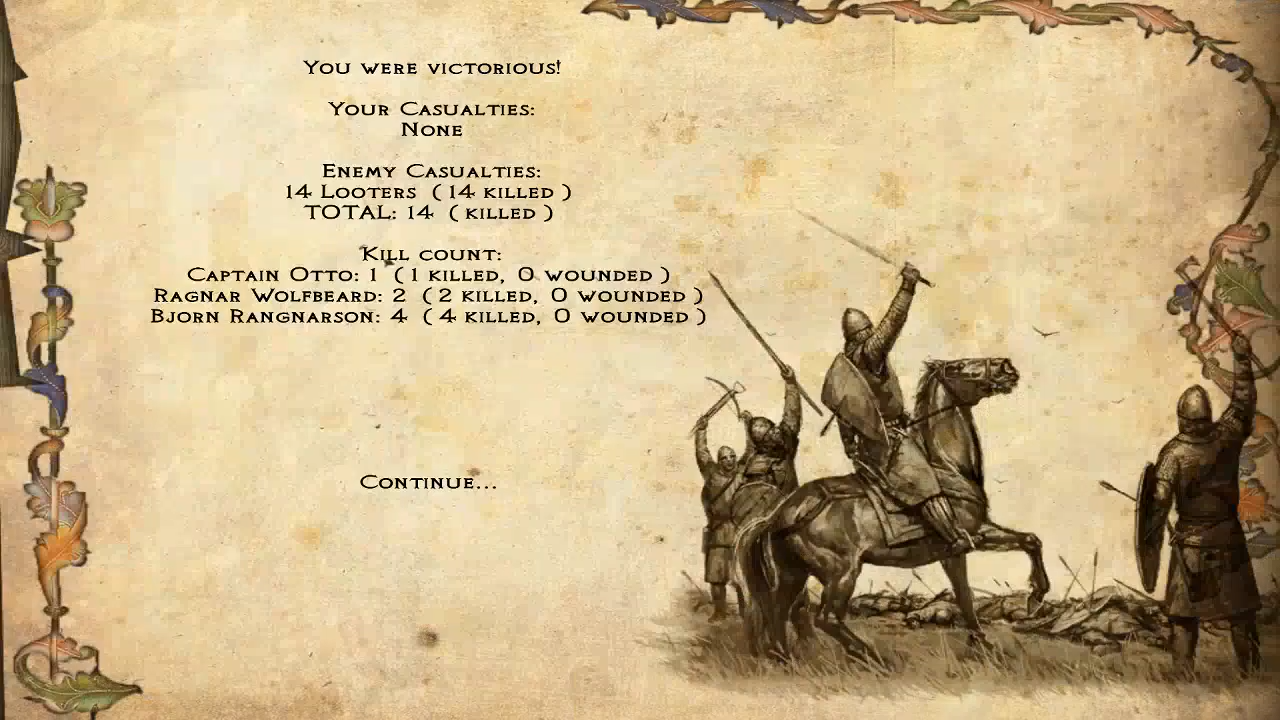 You were victorious!
Your Casualties:
None
Enemy Casualties:
14 Looters ( 14 killed )
TOTAL: 14 ( killed )
Kill count:
Captain Otto: 1 ( 1 killed, 0 wounded )
Ragnar Wolfbeard: 2 ( 2 killed, 0 wounded )
Bjorn Rangnarson: 4 ( 4 killed, 0 wounded )
Continue...